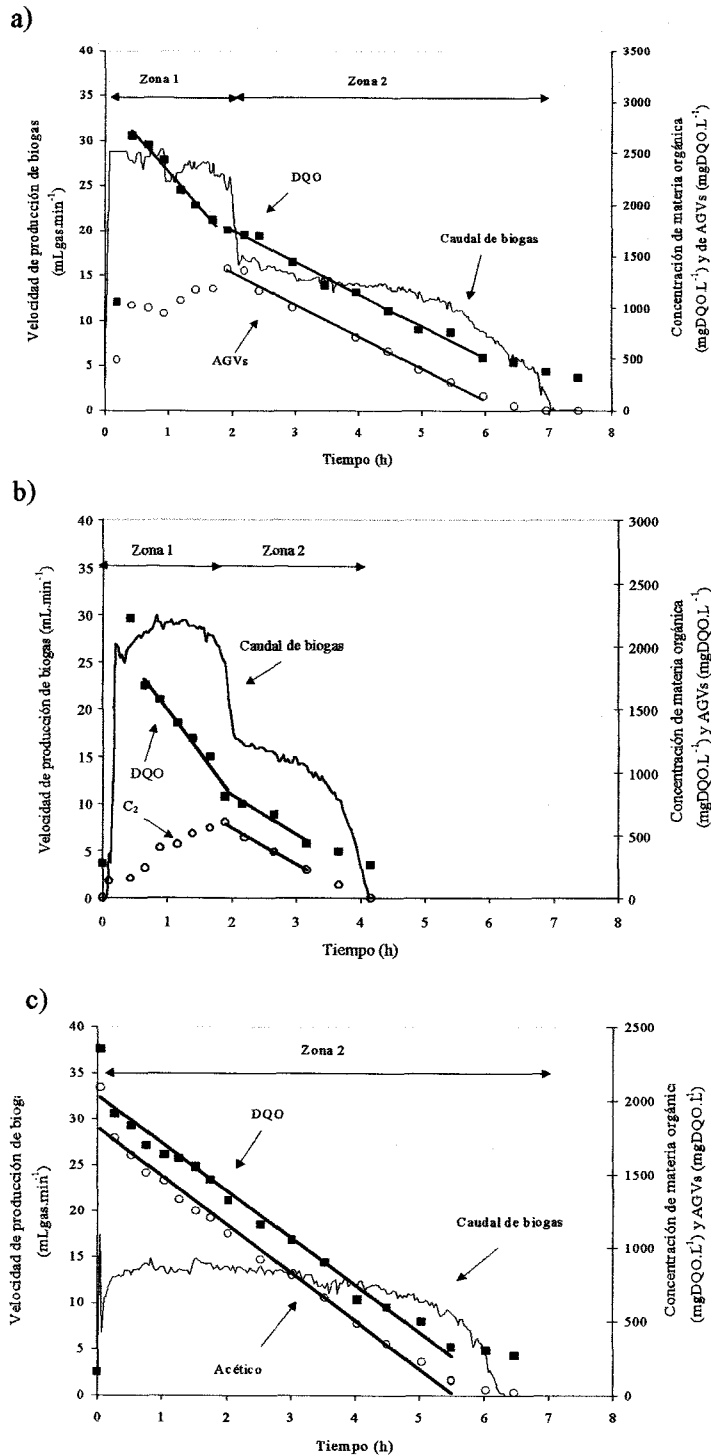 a)
40
35
30
25
20
15
10
5
0
3500
3000
2500
2000
1500
1000
500
0
Zona 1
Zona 2
DQO
Caudal de biogas
AGVs
0 1 2 3 4 5 6 7 8
Tiempo (h)
Velocidad de producción de biogas
(mLgas.min⁻¹)
Concentración de materia orgánica
(mgDQO.L⁻¹) y de AGVs (mgDQO.L⁻¹)
b)
40
35
30
25
20
15
10
5
0
3000
2500
2000
1500
1000
500
0
Zona 1
Zona 2
Caudal de biogas
DQO
C₂
0 1 2 3 4 5 6 7 8
Tiempo (h)
Velocidad de producción de biogas (mL.min⁻¹)
Concentración de materia orgánica
(mgDQO.L⁻¹) y AGVs (mgDQO.L⁻¹)
c)
40
35
30
25
20
15
10
5
0
2500
2000
1500
1000
500
0
Zona 2
DQO
Caudal de biogas
Acético
0 1 2 3 4 5 6 7 8
Tiempo (h)
Velocidad de producción de biog
(mLgas.min⁻¹)
Concentración de materia orgánic
(mgDQO.L¹) y AGVs (mgDQO.L¹)